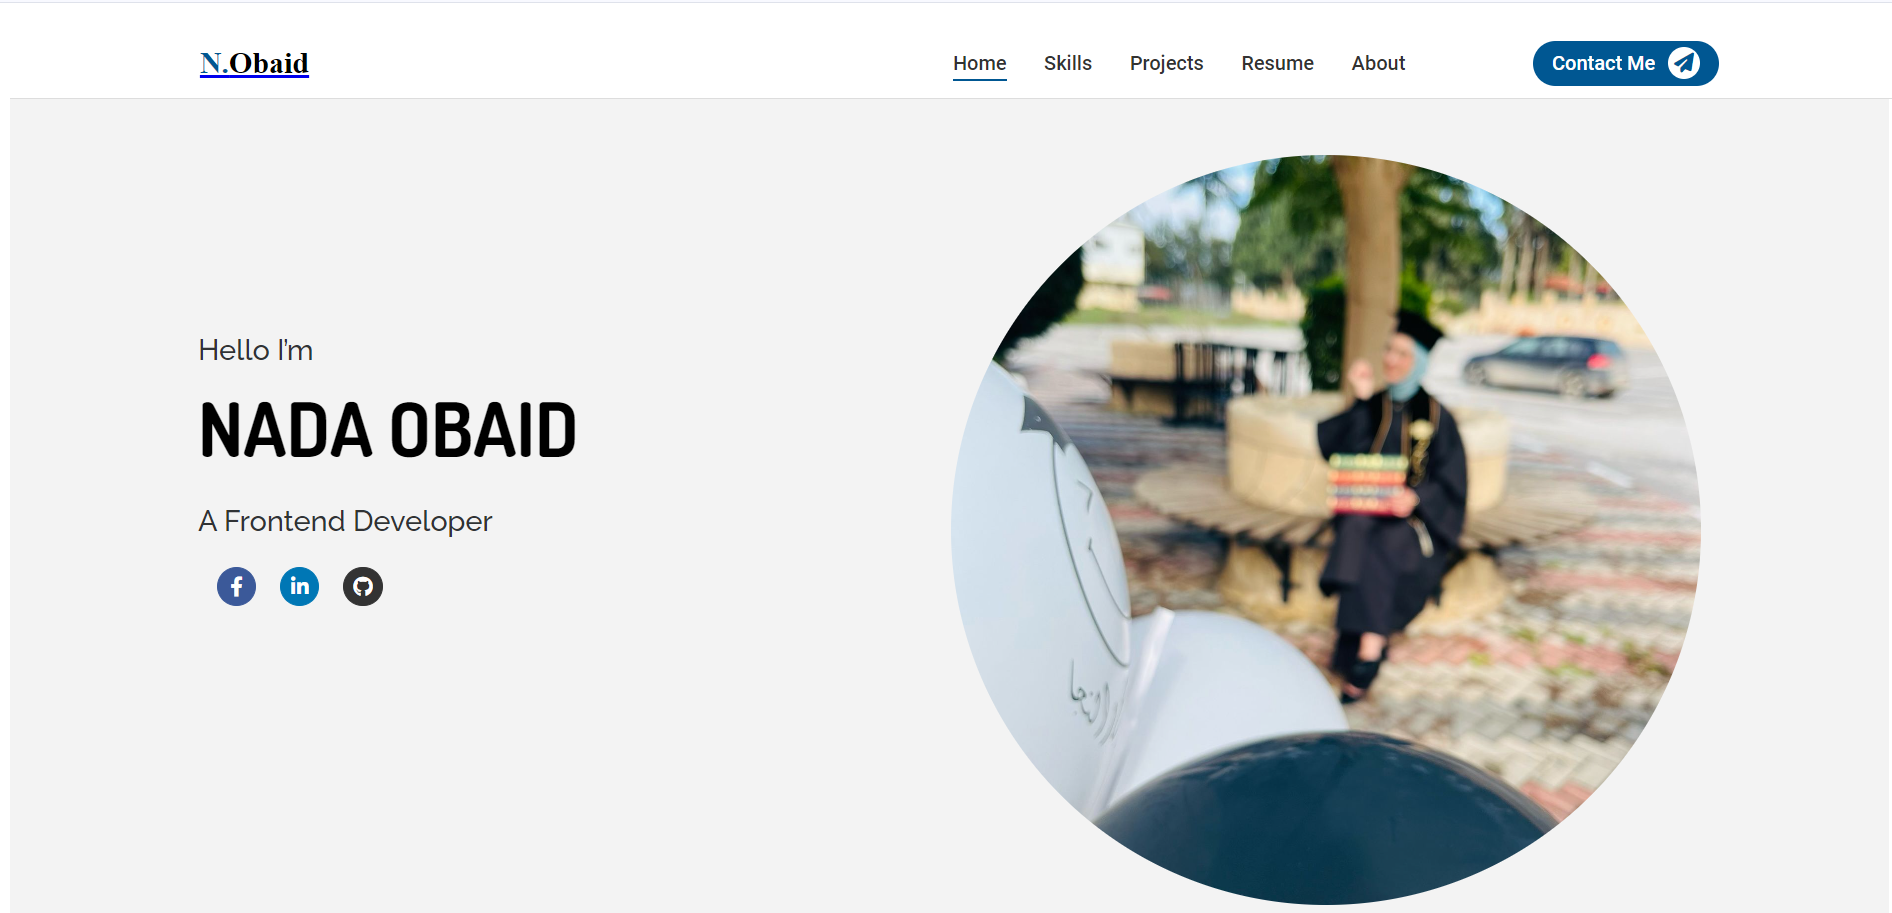 N.Obaid
Home Skills Projects Resume About
Contact Me
Hello I'm
NADA OBAID
A Frontend Developer